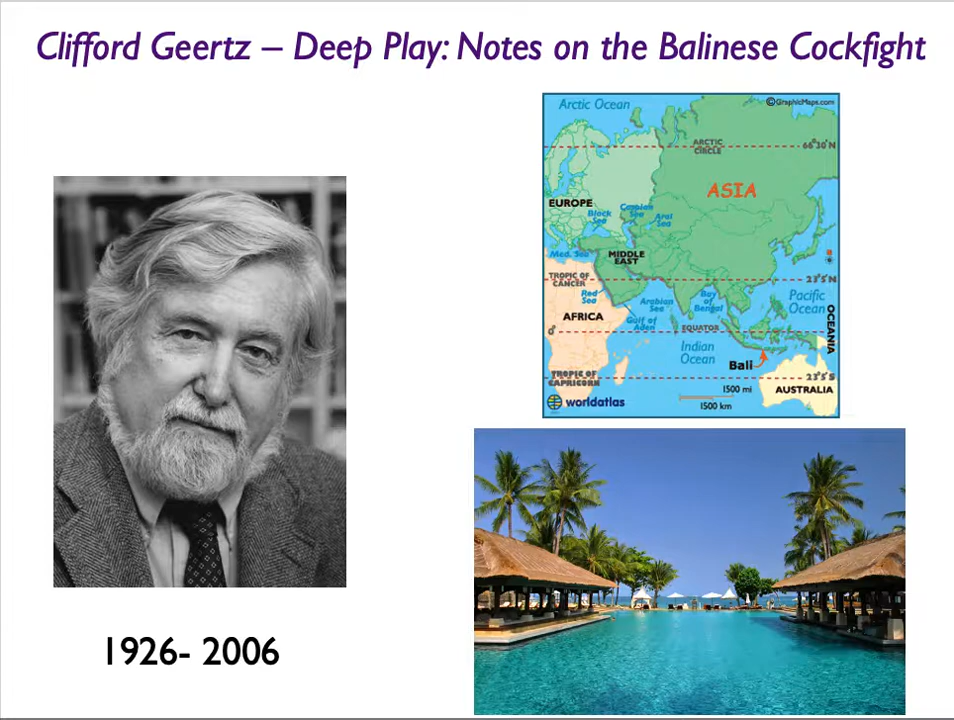 Clifford Geertz – Deep Play: Notes on the Balinese Cockfight
©GraphicMaps.com
Arctic Ocean
ARCTIC
CIRCLE
66°30'N
ASIA
EUROPE
Caspian
Sea
Black
Sea
Aral
Sea
Med. Sea
MIDDLE
EAST
TROPIC OF
CANCER
23°5'N
Red
Sea
Arabian
Sea
Bay
of
Bengal
Pacific
Ocean
OCEANIA
AFRICA
Gulf of
Aden
0°
EQUATOR
Indian
Ocean
Bali
TROPIC OF
CAPRICORN
23°5'S
AUSTRALIA
1500 mi
1500 km
worldatlas
1926- 2006